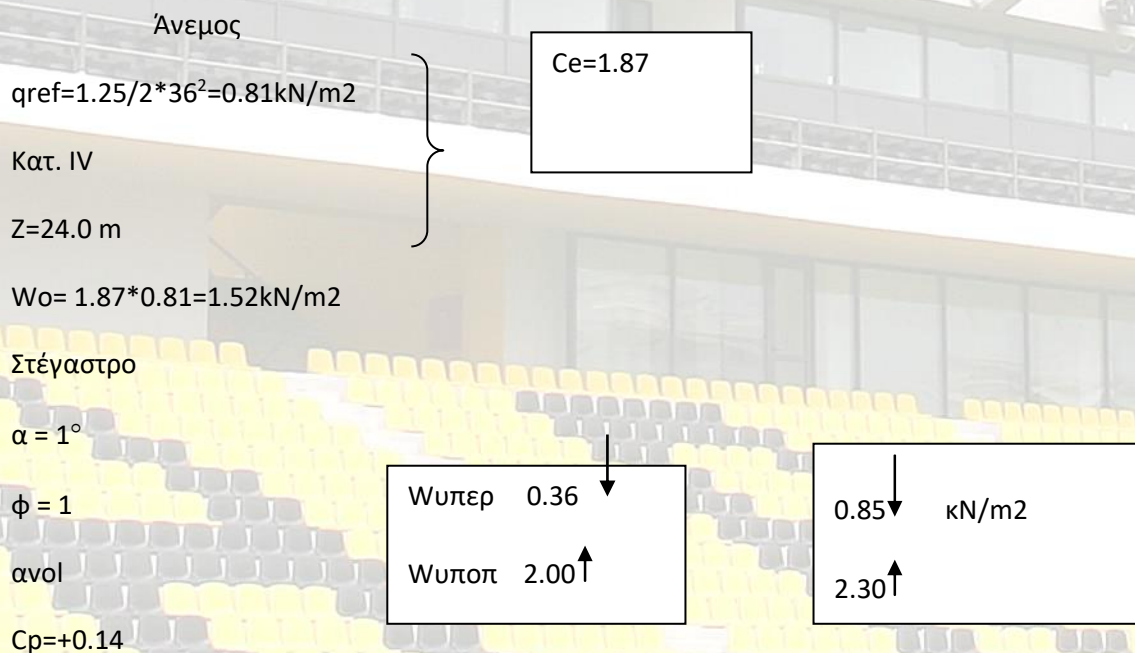 Άνεμος
Ce=1.87
qref=1.25/2*36²=0.81kN/m2
Κατ. IV
Z=24.0 m
Wo= 1.87*0.81=1.52kN/m2
Στέγαστρο
α = 1°
Wυπερ 0.36
0.85 κN/m2
ϕ = 1
Wυποπ 2.00
2.30
ανοl
Cp=+0.14